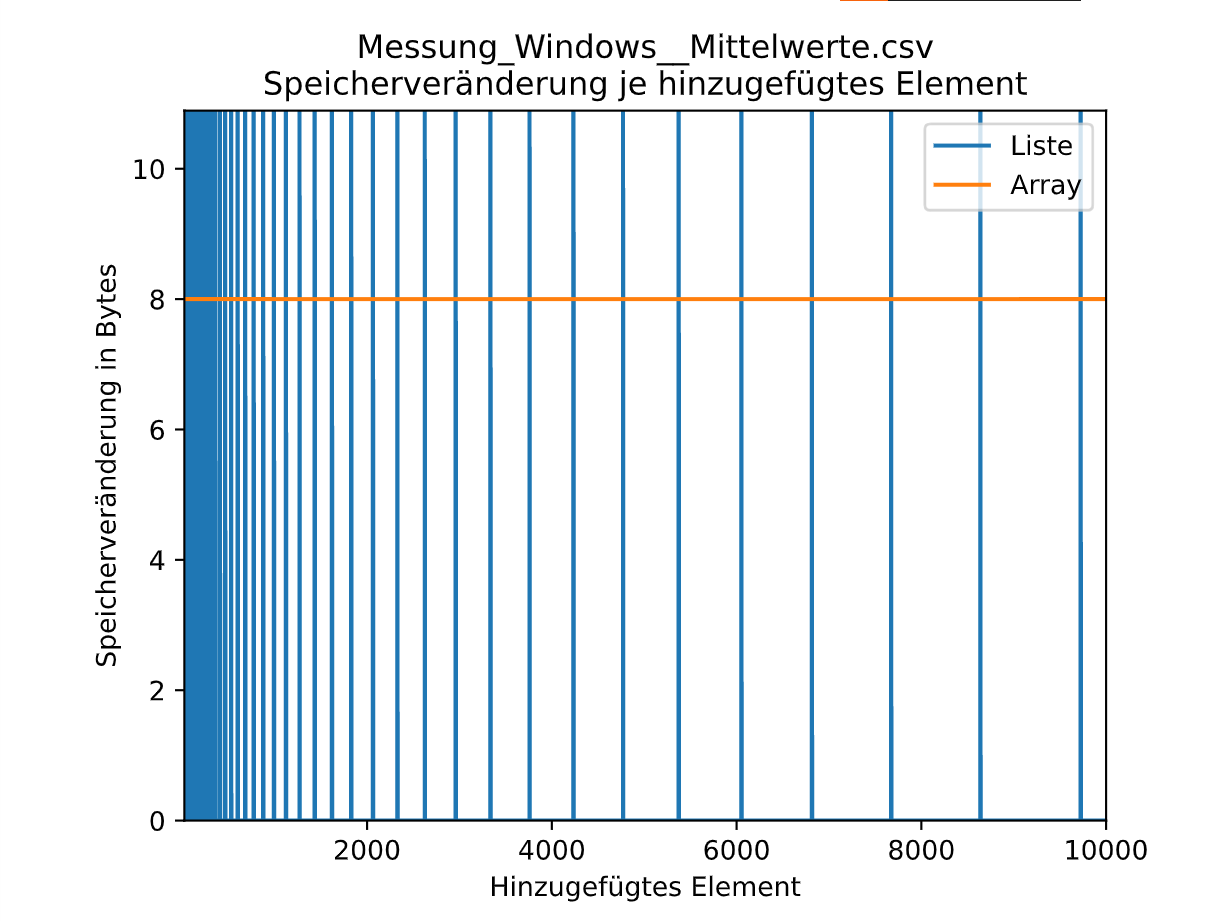 Messung_Windows__Mittelwerte.csv
Speicherveränderung je hinzugefügtes Element
Liste
Array
Speicherveränderung in Bytes
10
8
6
4
2
0
2000 4000 6000 8000 10000
Hinzugefügtes Element